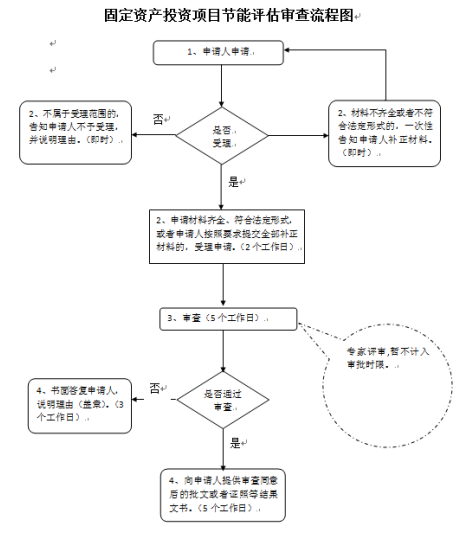 固定资产投资项目节能评估审查流程图
1、申请人申请
2、不属于受理范围的,
告知申请人不予受理,
并说明理由。（即时）
否
是否
受理
2、材料不齐全或者不符
合法定形式的，一次性
告知申请人补正材料。
（即时）
是
2、申请材料齐全、符合法定形式,
或者申请人按照要求提交全部补正
材料的，受理申请。（2个工作日）
3、审查（5个工作日）
专家评审,暂不计入
审批时限。
4、书面答复申请人,
说明理由（盖章）。（3
个工作日）
否
是否通过
审查
是
4、向申请人提供审查同意
后的批文或者证照等结果
文书。（5个工作日）